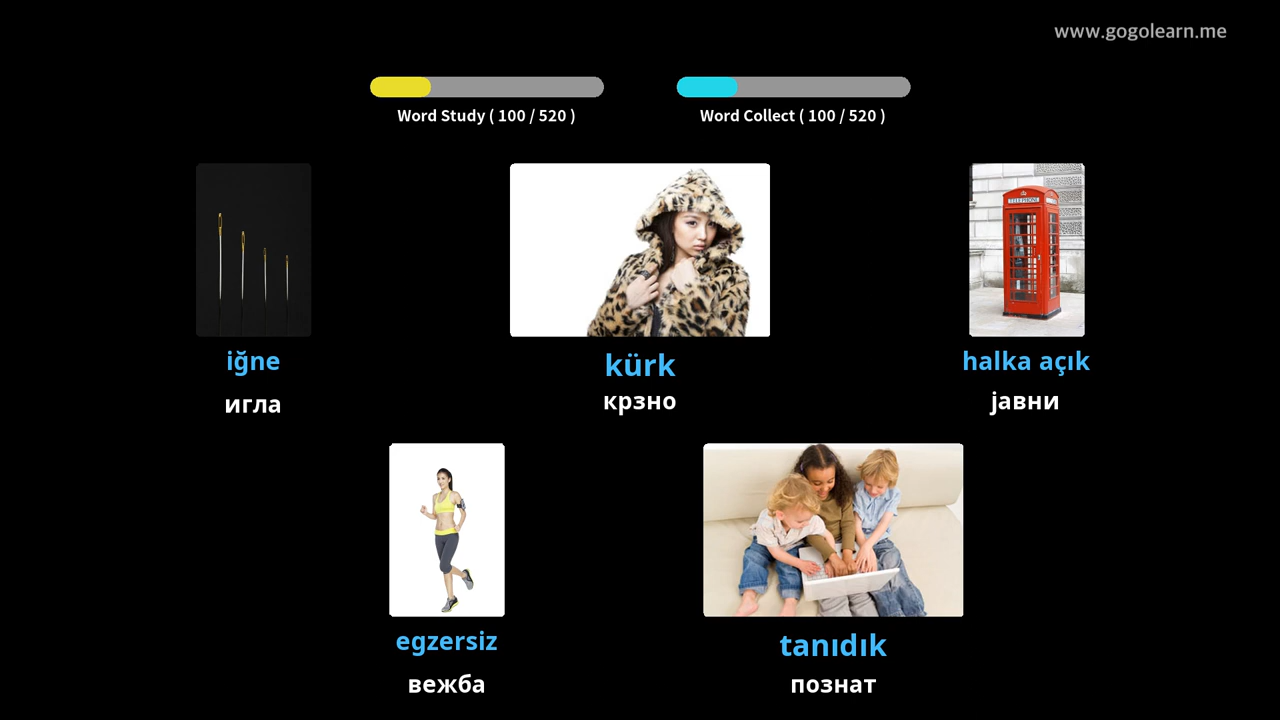 www.gogolearn.me
Word Study ( 100 / 520 )
Word Collect ( 100 / 520 )
TELEPHONE
iğne
kürk
halka açık
игла
крзно
јавни
egzersiz
tanıdık
вежба
познат